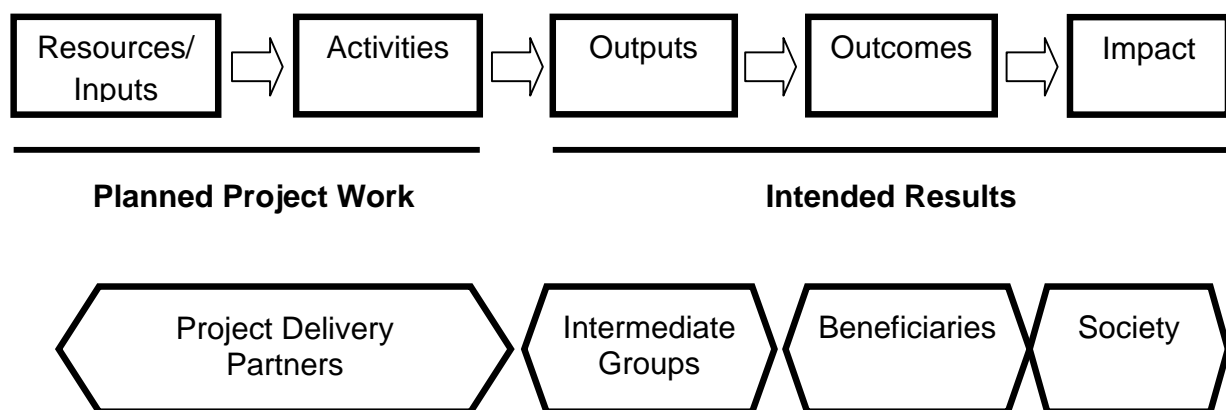 Resources/
Inputs
Activities
Outputs
Outcomes
Impact
Planned Project Work
Intended Results
Project Delivery
Partners
Intermediate
Groups
Beneficiaries
Society